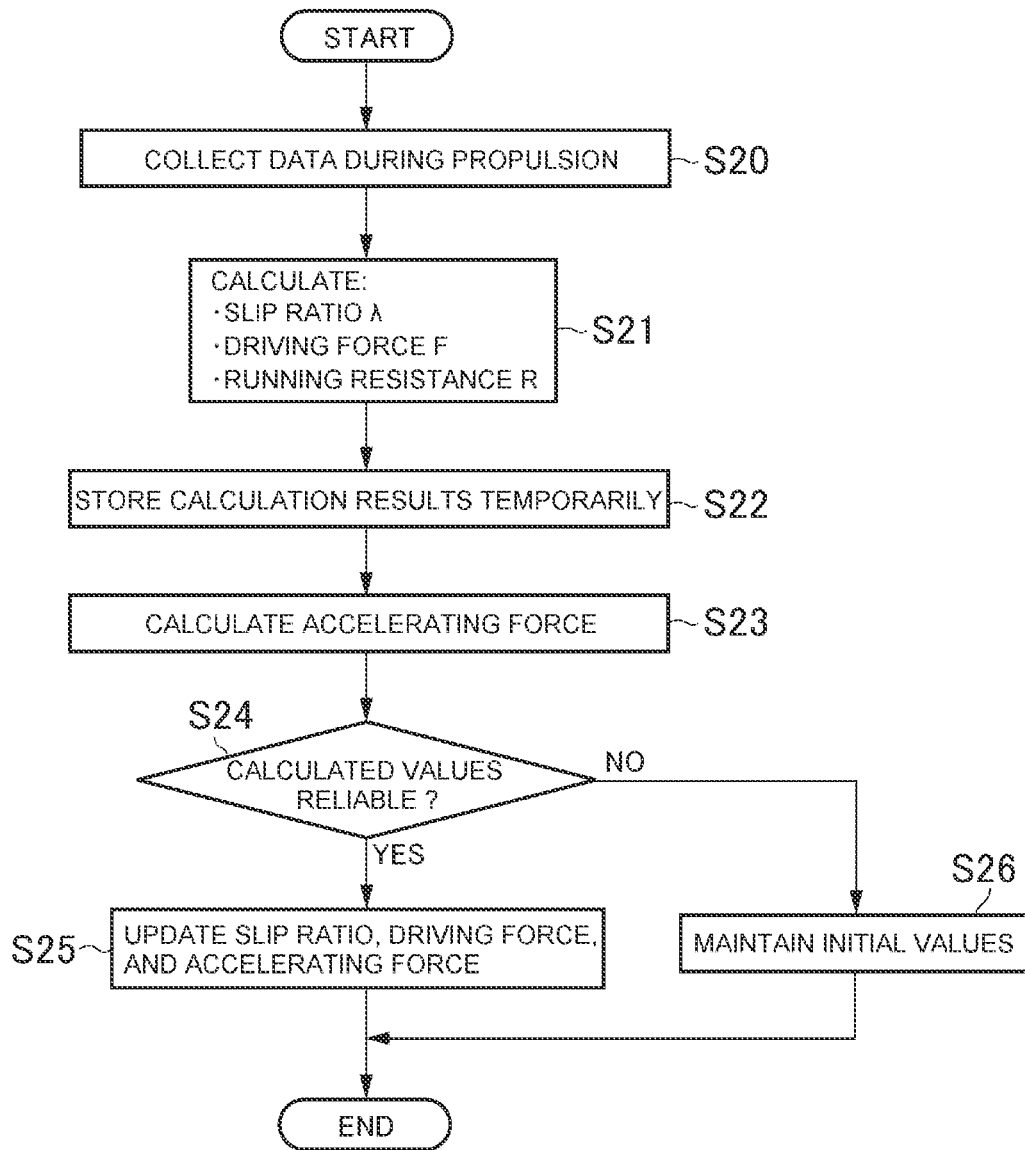 START
COLLECT DATA DURING PROPULSION
S20
CALCULATE:
·SLIP RATIO λ
·DRIVING FORCE F
·RUNNING RESISTANCE R
S21
STORE CALCULATION RESULTS TEMPORARILY
S22
CALCULATE ACCELERATING FORCE
S23
S24
CALCULATED VALUES
RELIABLE ?
NO
YES
S25
UPDATE SLIP RATIO, DRIVING FORCE,
AND ACCELERATING FORCE
S26
MAINTAIN INITIAL VALUES
END